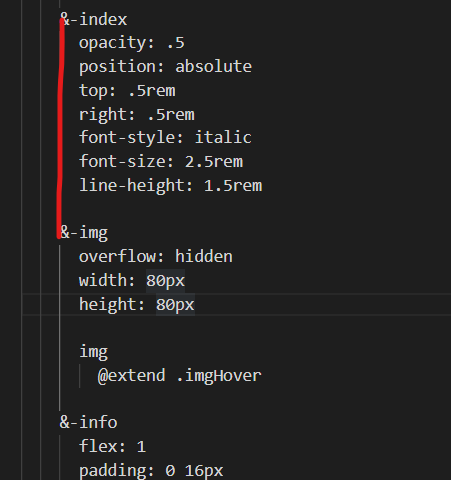 &-index
opacity: .5
position: absolute
top: .5rem
right: .5rem
font-style: italic
font-size: 2.5rem
line-height: 1.5rem
&-img
overflow: hidden
width: 80px
height: 80px
img
@extend .imgHover
&-info
flex: 1
padding: 0 16px